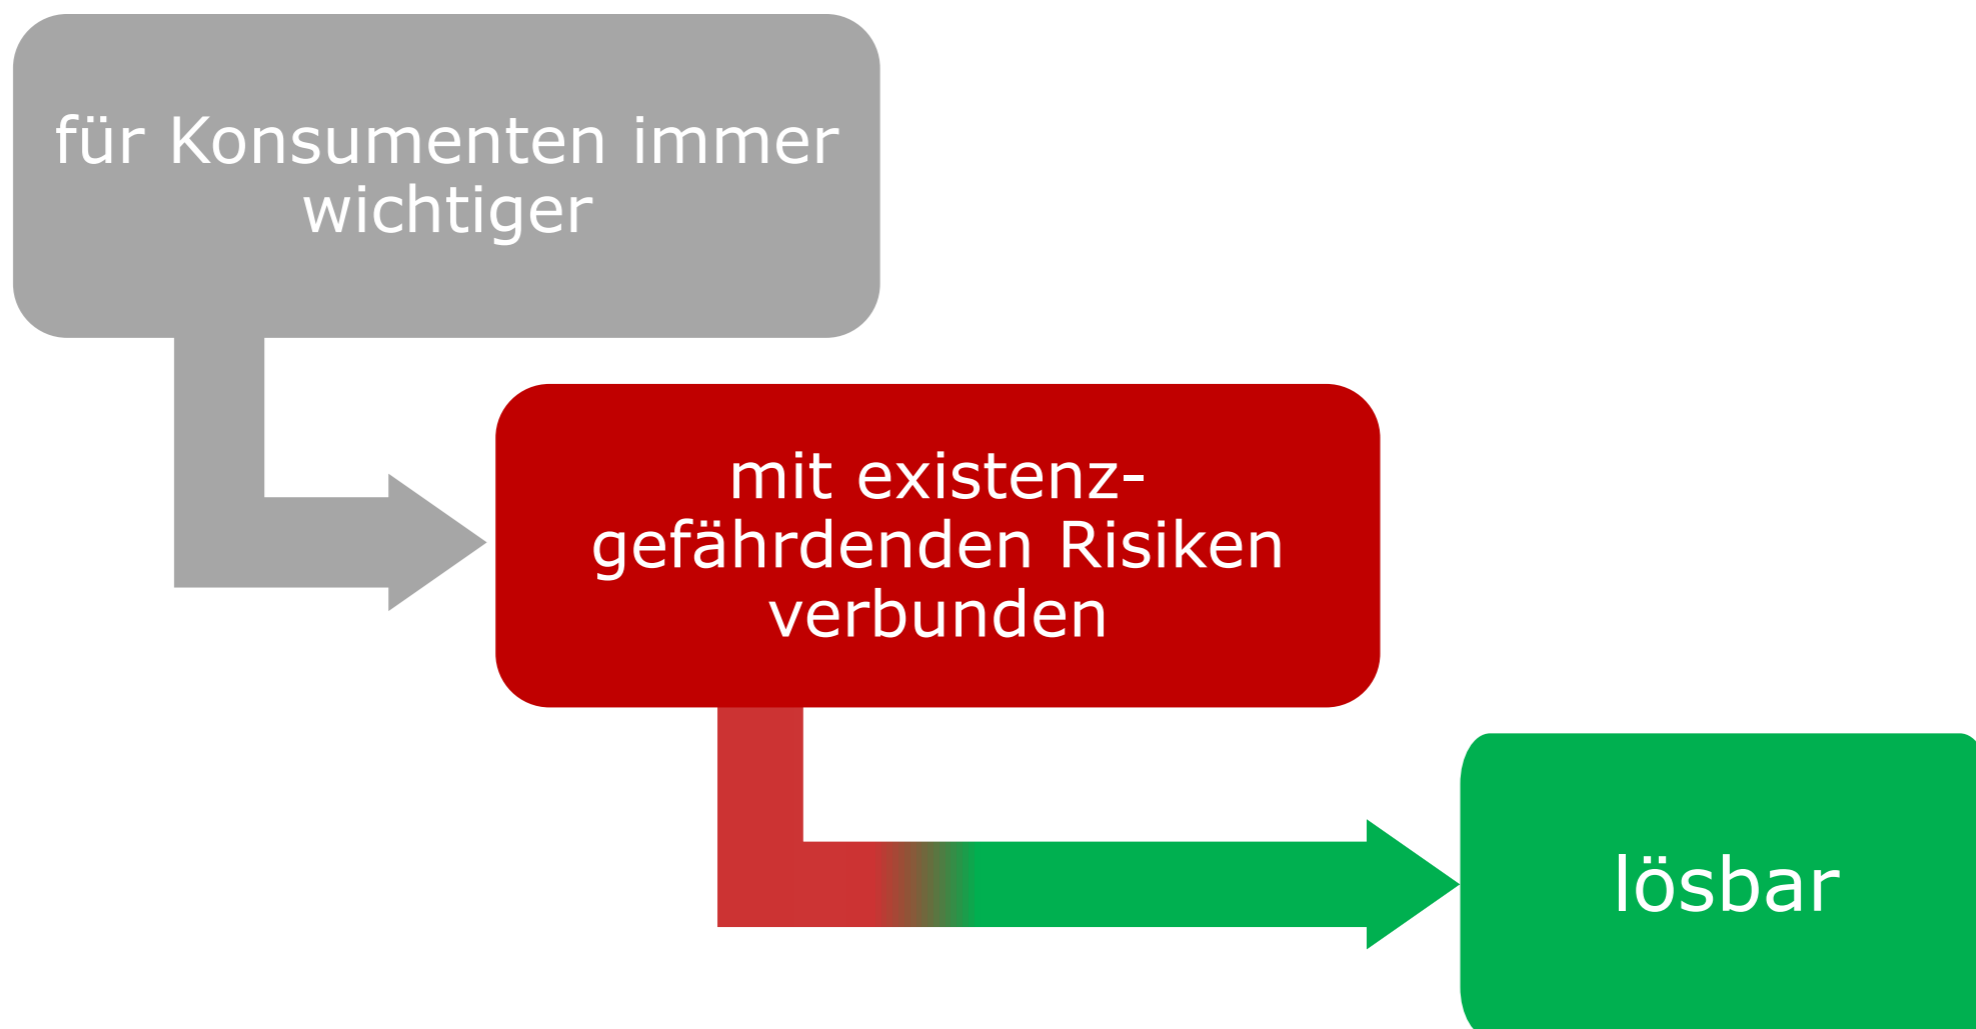 für Konsumenten immer
wichtiger
mit existenz-
gefährdenden Risiken
verbunden
lösbar